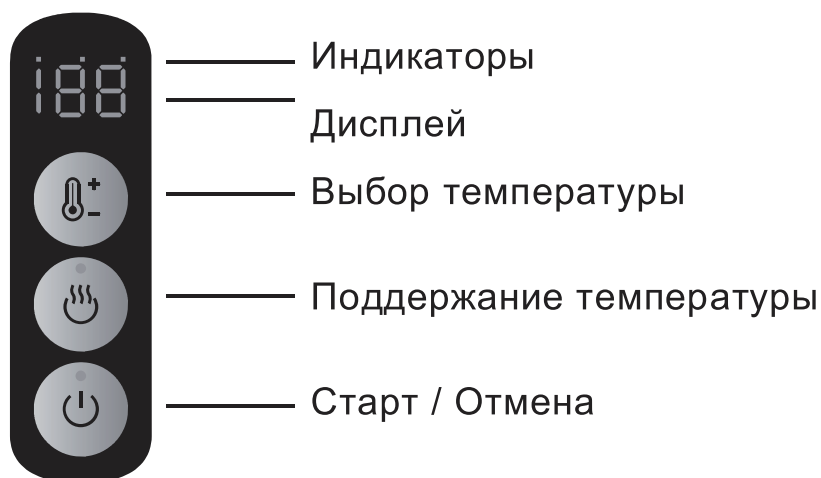 188
Индикаторы
Дисплей
Выбор температуры
Поддержание температуры
Старт / Отмена